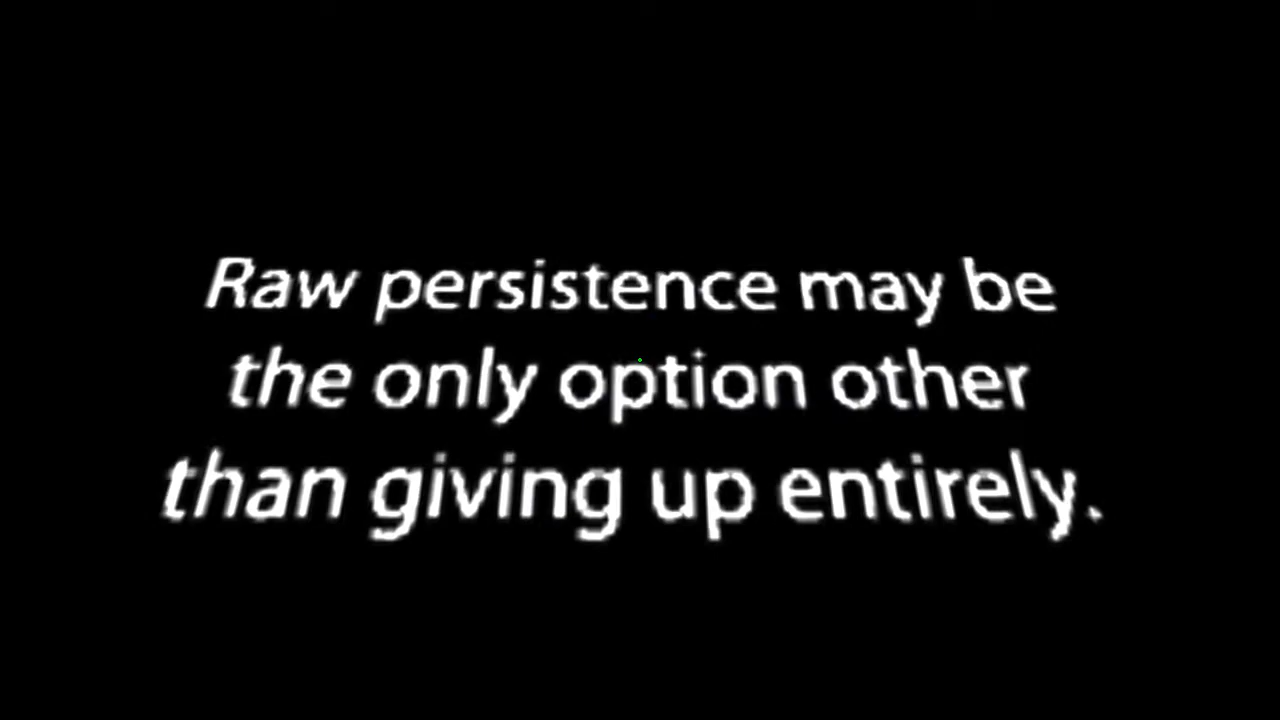 Raw persistence may be
the only option other
than giving up entirely.